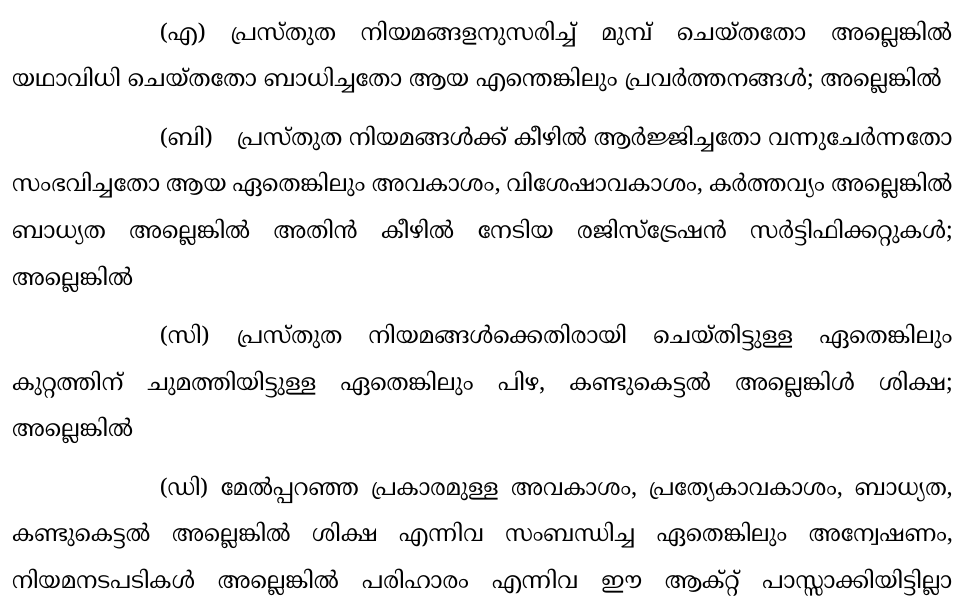 (എ) പ്രസ്തുത നിയമങ്ങളനുസരിച്ച് മുമ്പ് ചെയ്തതോ അല്ലെങ്കിൽ
യഥാവിധി ചെയ്തതോ ബാധിച്ചതോ ആയ എന്തെങ്കിലും പ്രവർത്തനങ്ങൾ; അല്ലെങ്കിൽ
(ബി) പ്രസ്തുത നിയമങ്ങൾക്ക് കീഴിൽ ആർജ്ജിച്ചതോ വന്നുചേർന്നതോ
സംഭവിച്ചതോ ആയ ഏതെങ്കിലും അവകാശം, വിശേഷാവകാശം, കർത്തവ്യം അല്ലെങ്കിൽ
ബാധ്യത അല്ലെങ്കിൽ അതിൻ കീഴിൽ നേടിയ രജിസ്ട്രേഷൻ സർട്ടിഫിക്കറ്റുകൾ;
അല്ലെങ്കിൽ
(സി) പ്രസ്തുത നിയമങ്ങൾക്കെതിരായി ചെയ്തിട്ടുള്ള ഏതെങ്കിലും
കുറ്റത്തിന് ചുമത്തിയിട്ടുള്ള ഏതെങ്കിലും പിഴ, കണ്ടുകെട്ടൽ അല്ലെങ്കിൾ ശിക്ഷ;
അല്ലെങ്കിൽ
(ഡി) മേൽപ്പറഞ്ഞ പ്രകാരമുള്ള അവകാശം, പ്രത്യേകാവകാശം, ബാധ്യത,
കണ്ടുകെട്ടൽ അല്ലെങ്കിൽ ശിക്ഷ എന്നിവ സംബന്ധിച്ച ഏതെങ്കിലും അന്വേഷണം,
നിയമനടപടികൾ അല്ലെങ്കിൽ പരിഹാരം എന്നിവ ഈ ആക്റ്റ് പാസ്സാക്കിയിട്ടില്ലാ